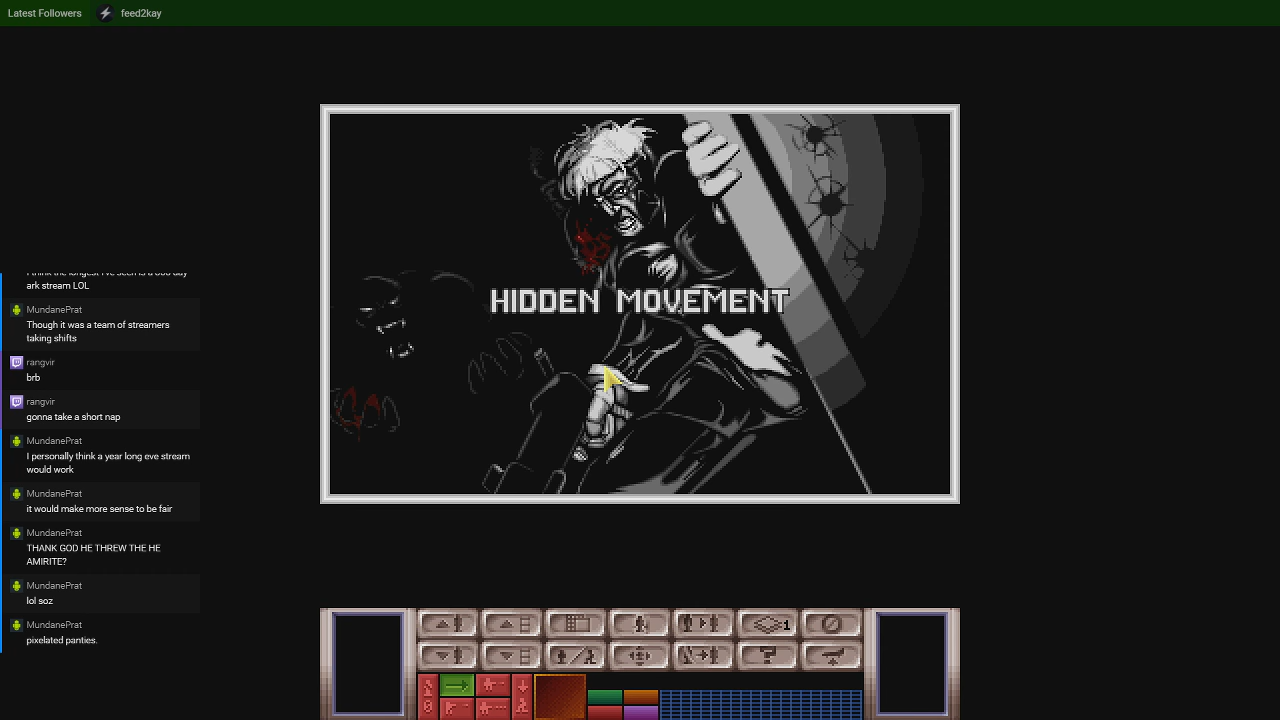 Latest Followers feed2kay
ark stream LOL
MundanePrat
Though it was a team of streamers
taking shifts
rangvir
brb
rangvir
gonna take a short nap
MundanePrat
I personally think a year long eve stream
would work
MundanePrat
it would make more sense to be fair
MundanePrat
THANK GOD HE THREW THE HE
AMIRITE?
MundanePrat
lol soz
MundanePrat
pixelated panties.
HIDDEN MOVEMENT
1
?
0